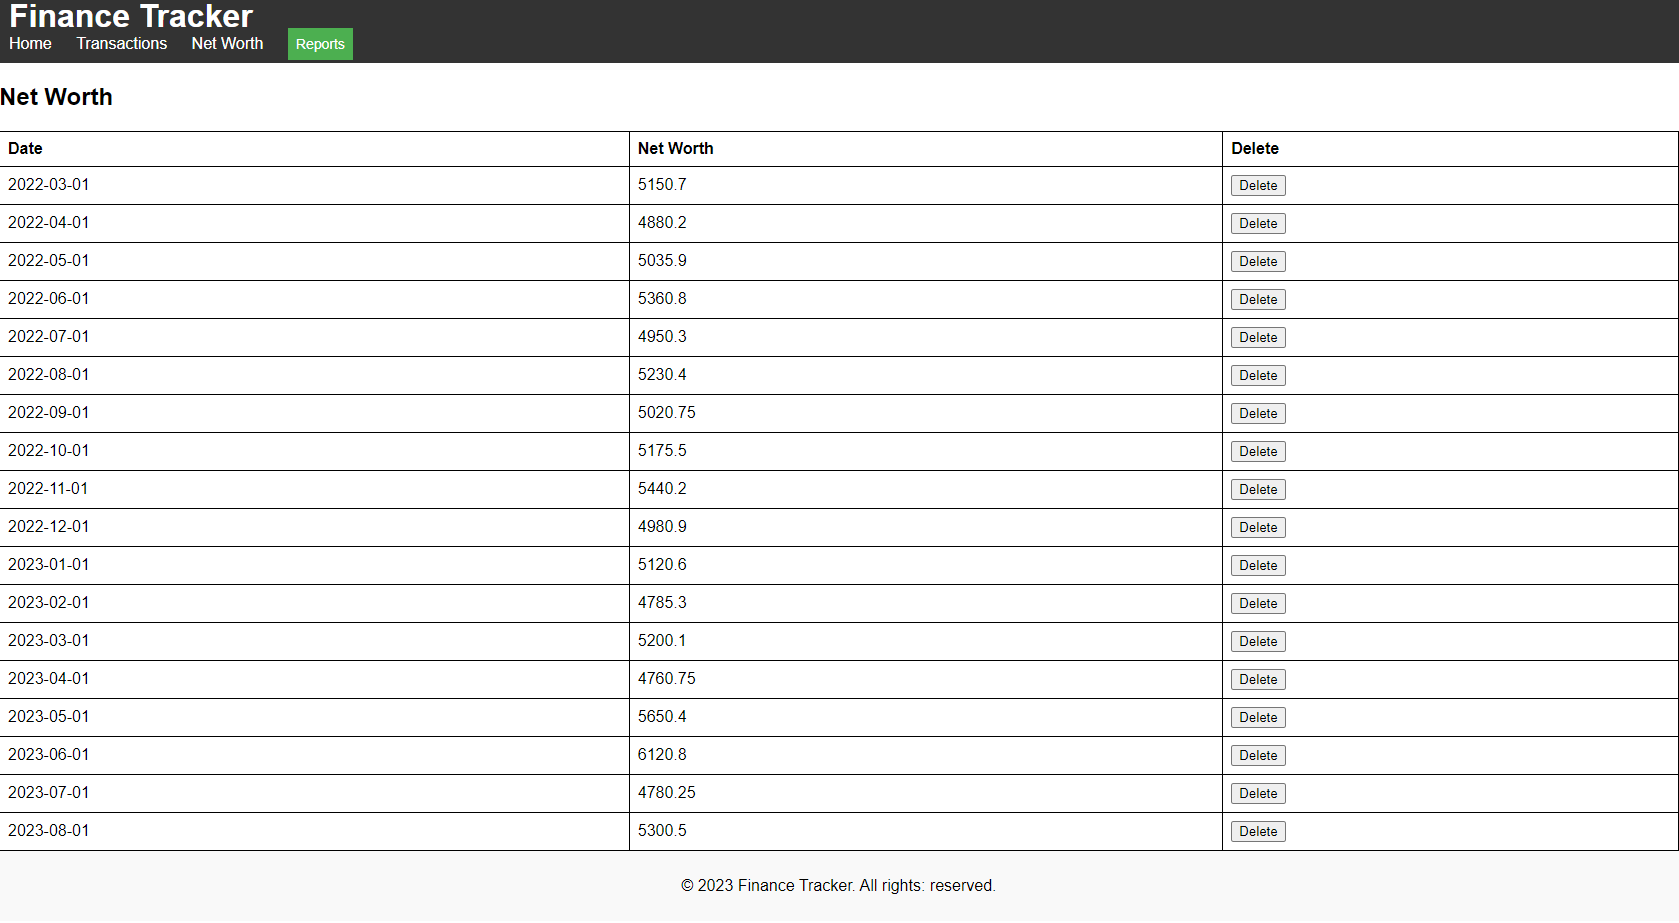 Finance Tracker
Home Transactions Net Worth Reports
Net Worth
Date Net Worth Delete
2022-03-01 5150.7 Delete
2022-04-01 4880.2 Delete
2022-05-01 5035.9 Delete
2022-06-01 5360.8 Delete
2022-07-01 4950.3 Delete
2022-08-01 5230.4 Delete
2022-09-01 5020.75 Delete
2022-10-01 5175.5 Delete
2022-11-01 5440.2 Delete
2022-12-01 4980.9 Delete
2023-01-01 5120.6 Delete
2023-02-01 4785.3 Delete
2023-03-01 5200.1 Delete
2023-04-01 4760.75 Delete
2023-05-01 5650.4 Delete
2023-06-01 6120.8 Delete
2023-07-01 4780.25 Delete
2023-08-01 5300.5 Delete
© 2023 Finance Tracker. All rights: reserved.